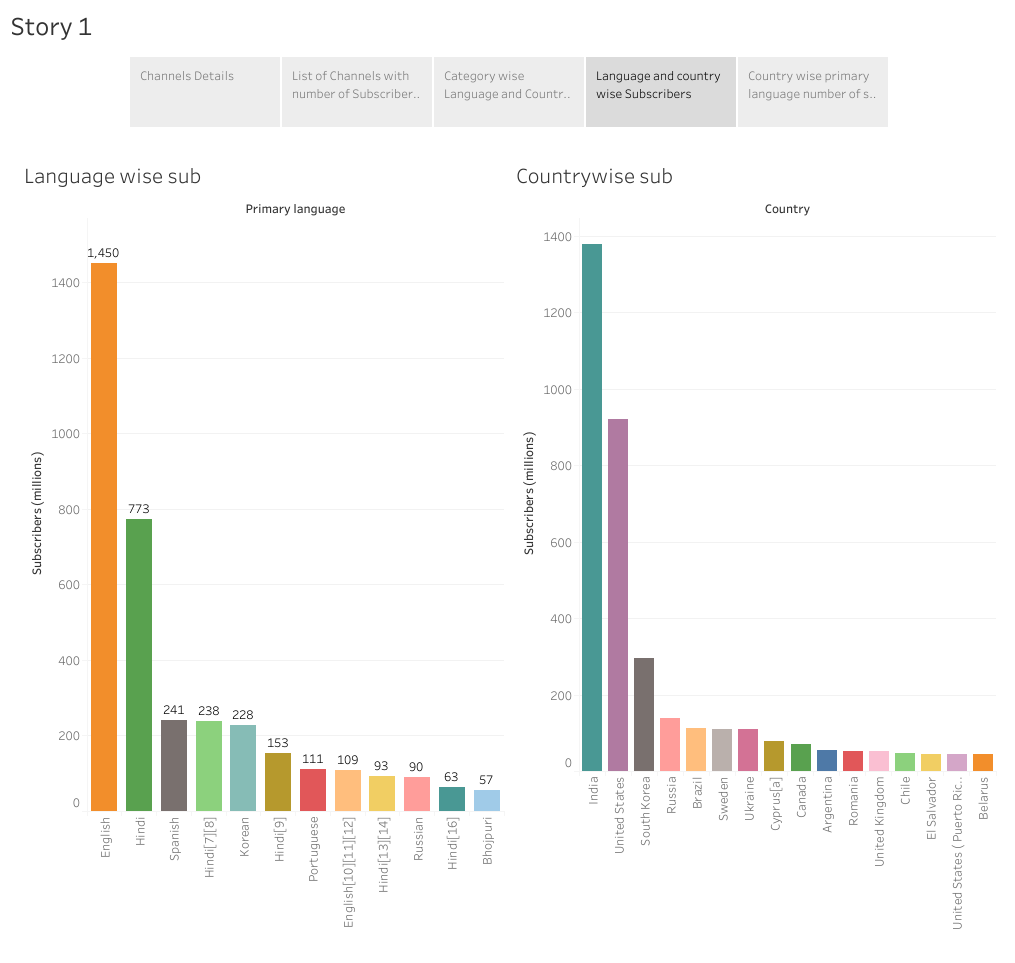 Story 1
Channels Details
List of Channels with
number of Subscriber..
Category wise
Language and Countr..
Language and country
wise Subscribers
Country wise primary
language number of s..
Language wise sub
Primary language
Subscribers (millions)
1400
1200
1000
800
600
400
200
0
1,450
773
241
238
228
153
111
109
93
90
63
57
English
Hindi
Spanish
Hindi[7][8]
Korean
Hindi[9]
Portuguese
English[10][11][12]
Hindi[13][14]
Russian
Hindi[16]
Bhojpuri
Countrywise sub
Country
Subscribers (millions)
1400
1200
1000
800
600
400
200
0
India
United States
South Korea
Russia
Brazil
Sweden
Ukraine
Cyprus[a]
Canada
Argentina
Romania
United Kingdom
Chile
El Salvador
United States ( Puerto Ric..
Belarus